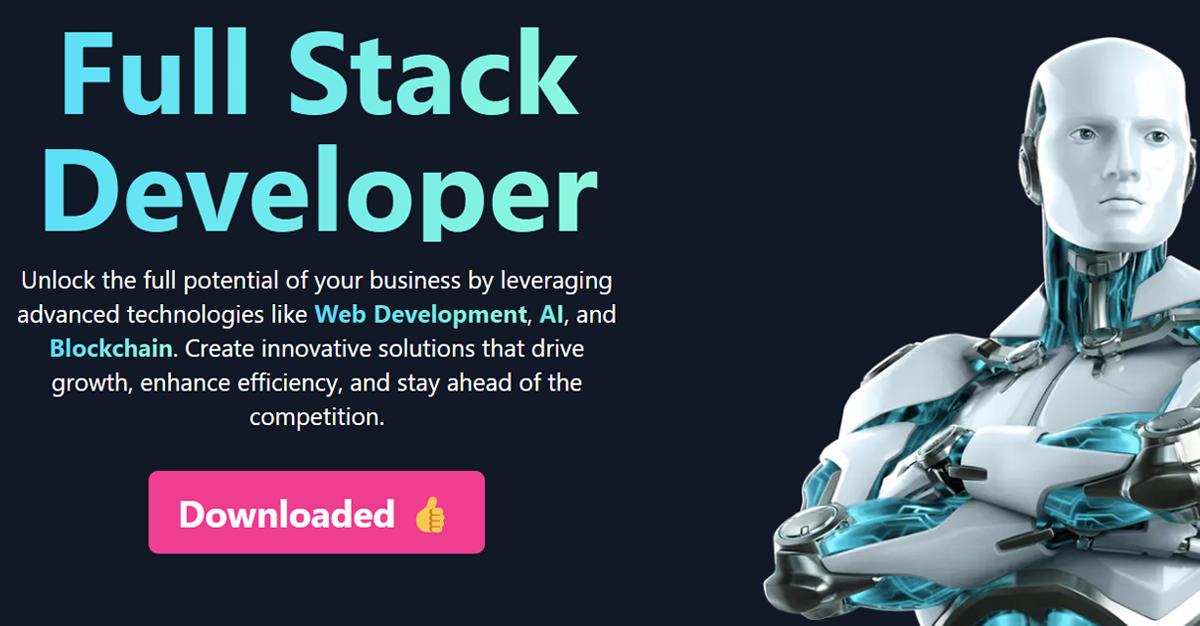 Full Stack
Developer
Unlock the full potential of your business by leveraging
advanced technologies like Web Development, AI, and
Blockchain. Create innovative solutions that drive
growth, enhance efficiency, and stay ahead of the
competition.
Downloaded 👍